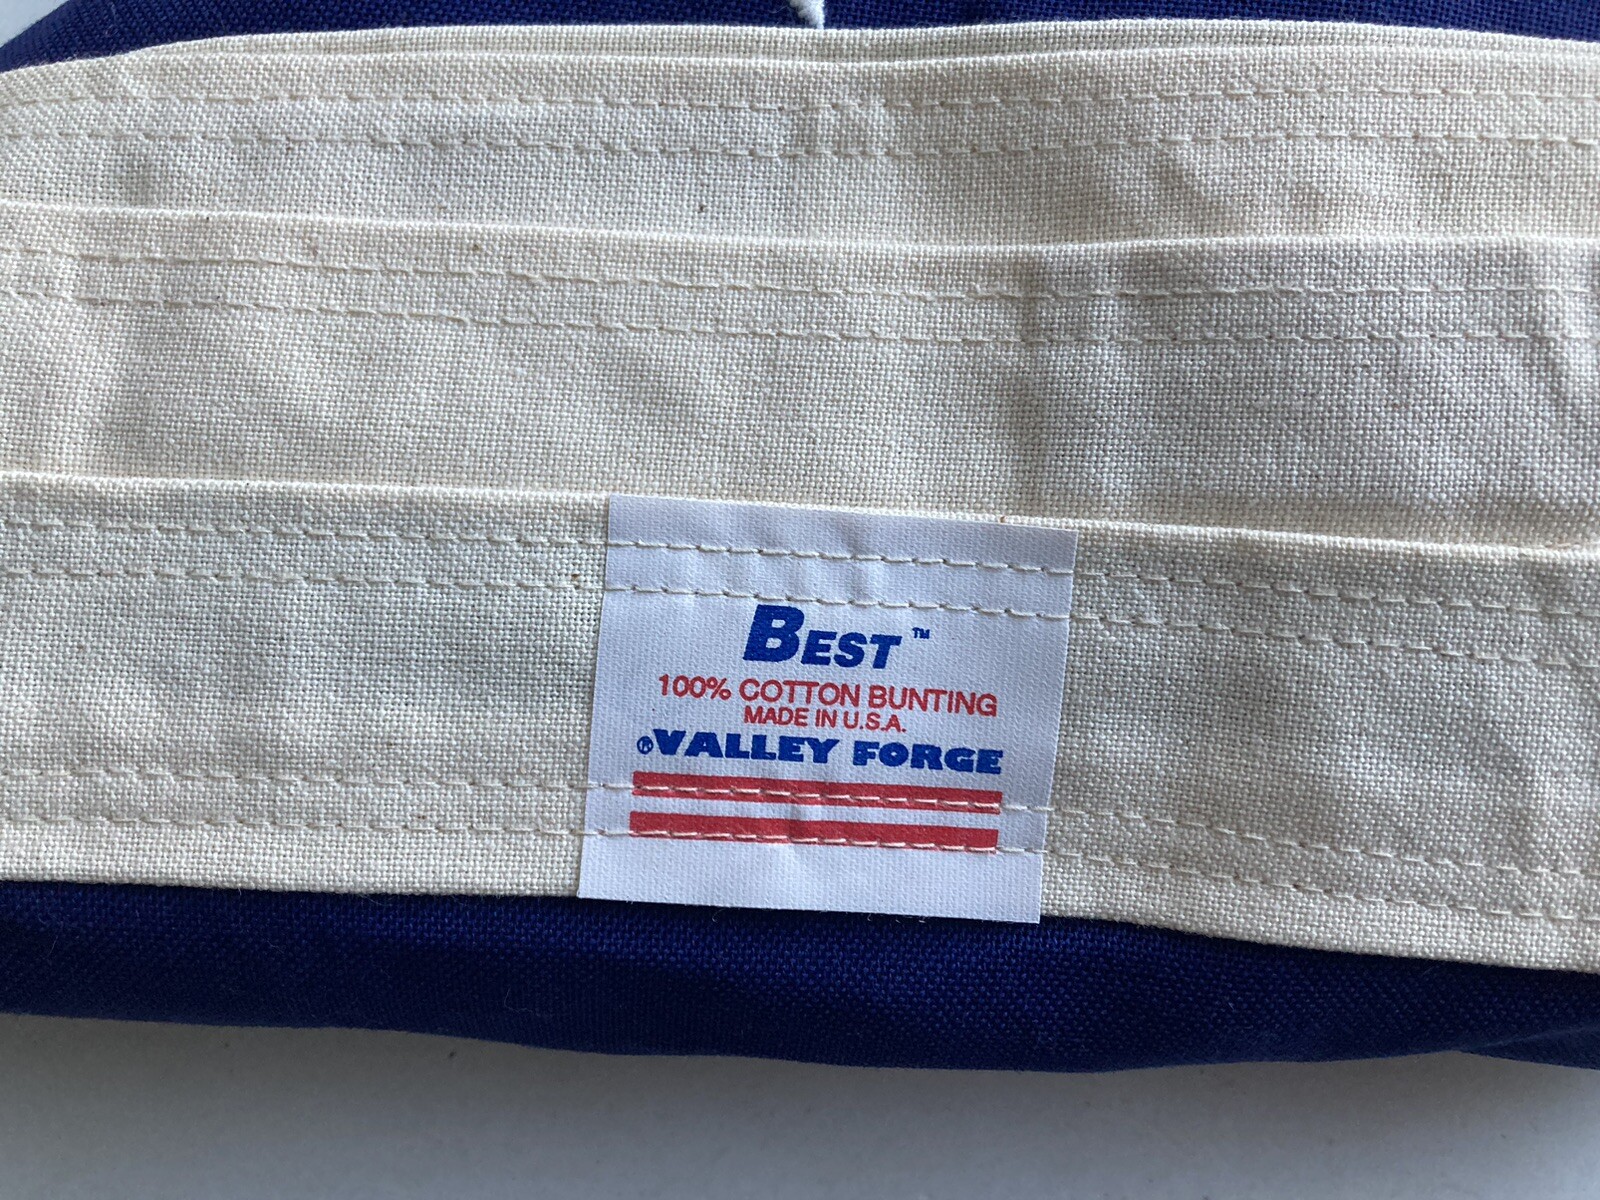 BEST™
100% COTTON BUNTING
MADE IN U.S.A.
®VALLEY FORGE